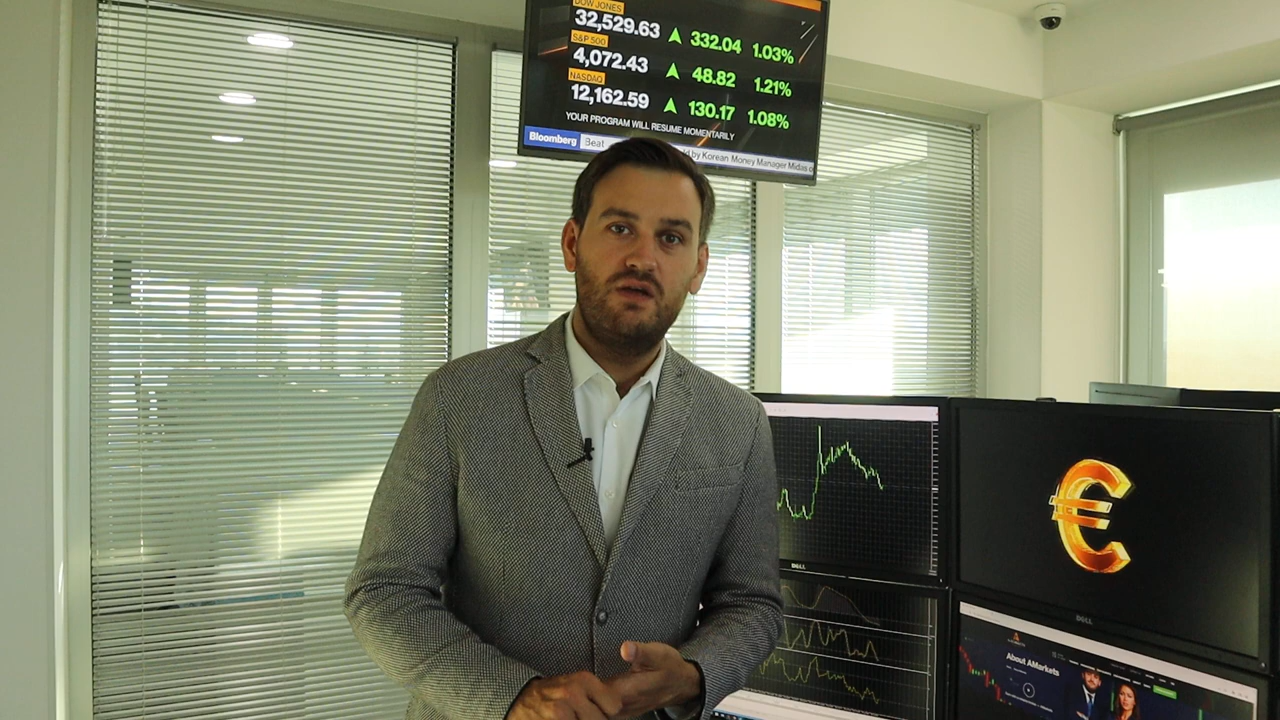 DOW JONES
32,529.63 332.04 1.03%
S&P 500
4,072.43 48.82 1.21%
NASDAQ
12,162.59 130.17 1.08%
YOUR PROGRAM WILL RESUME MOMENTARILY
Bloomberg Beat d by Korean Money Manager Midas
DELL
DELL
About AMarkets